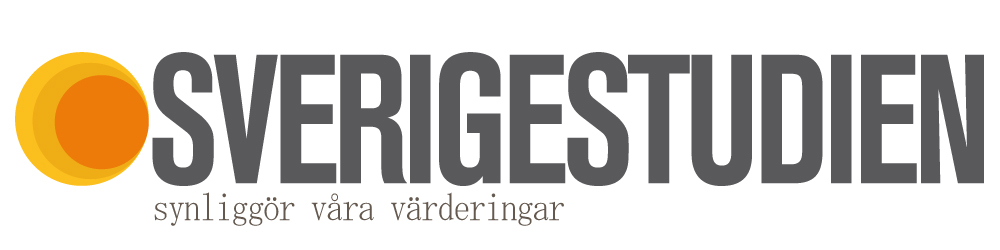 SVERIGESTUDIEN
synliggör våra värderingar